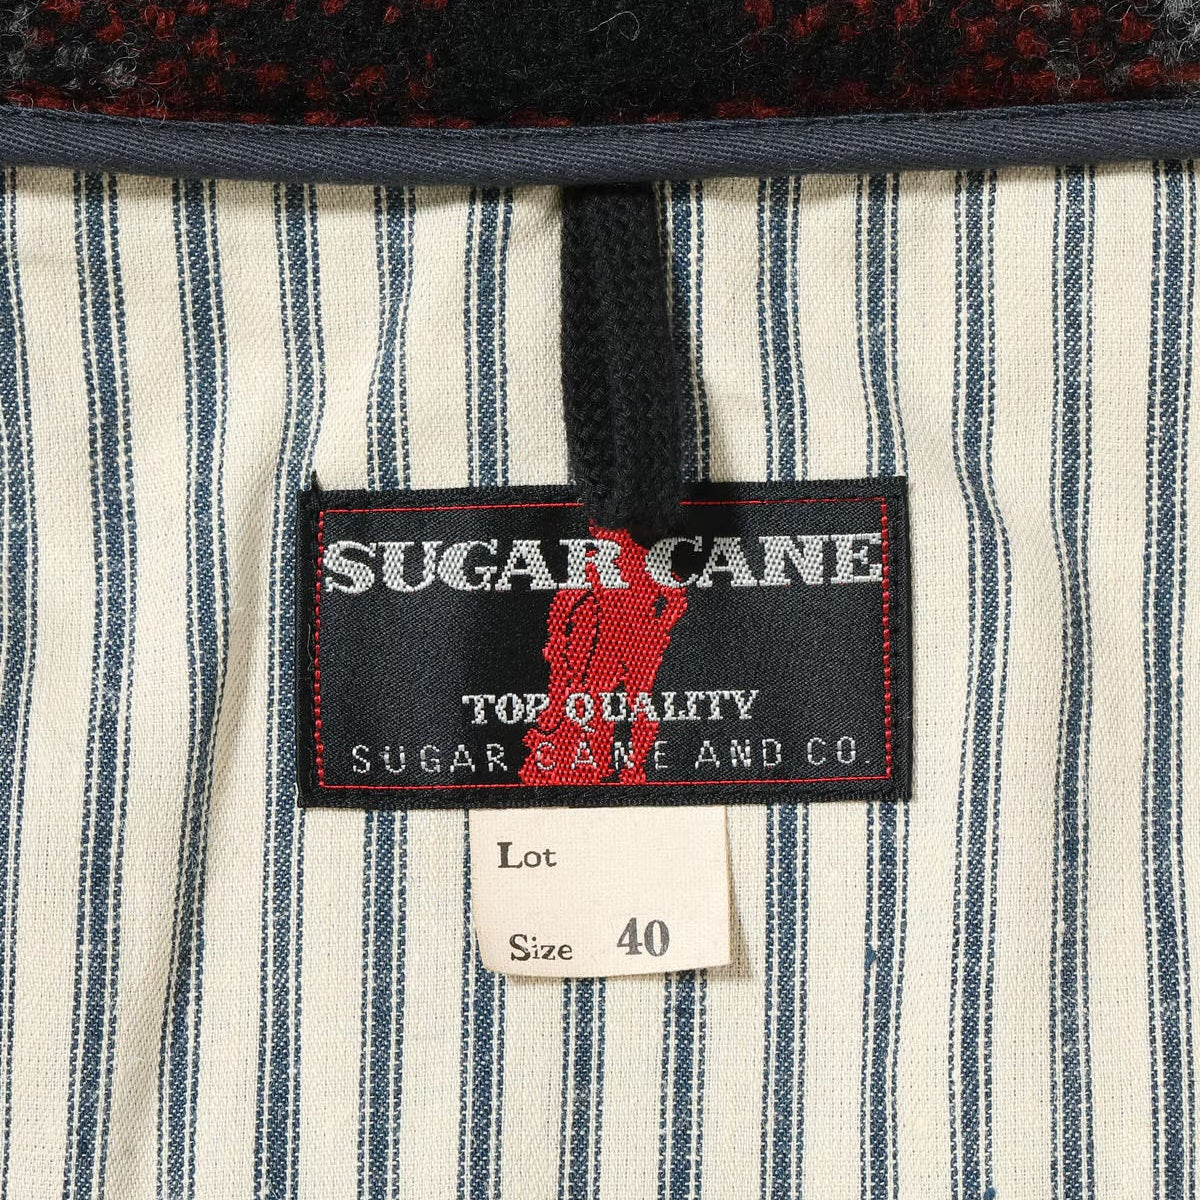 SUGAR CANE
TOP QUALITY
SUGAR CANE AND CO.
Lot
Size 40